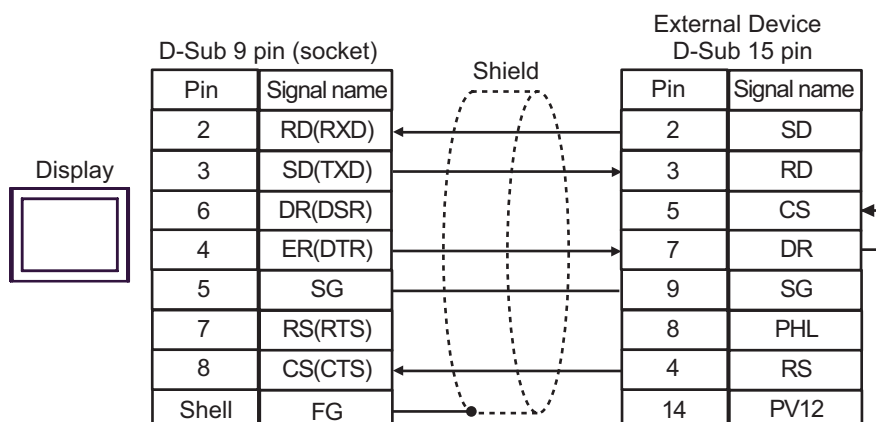 External Device
D-Sub 9 pin (socket)
D-Sub 15 pin
Shield
Pin Signal name Pin Signal name
2 RD(RXD) 2 SD
3 SD(TXD) 3 RD
Display
6 DR(DSR) 5 CS
4 ER(DTR) 7 DR
5 SG 9 SG
7 RS(RTS) 8 PHL
8 CS(CTS) 4 RS
Shell FG 14 PV12